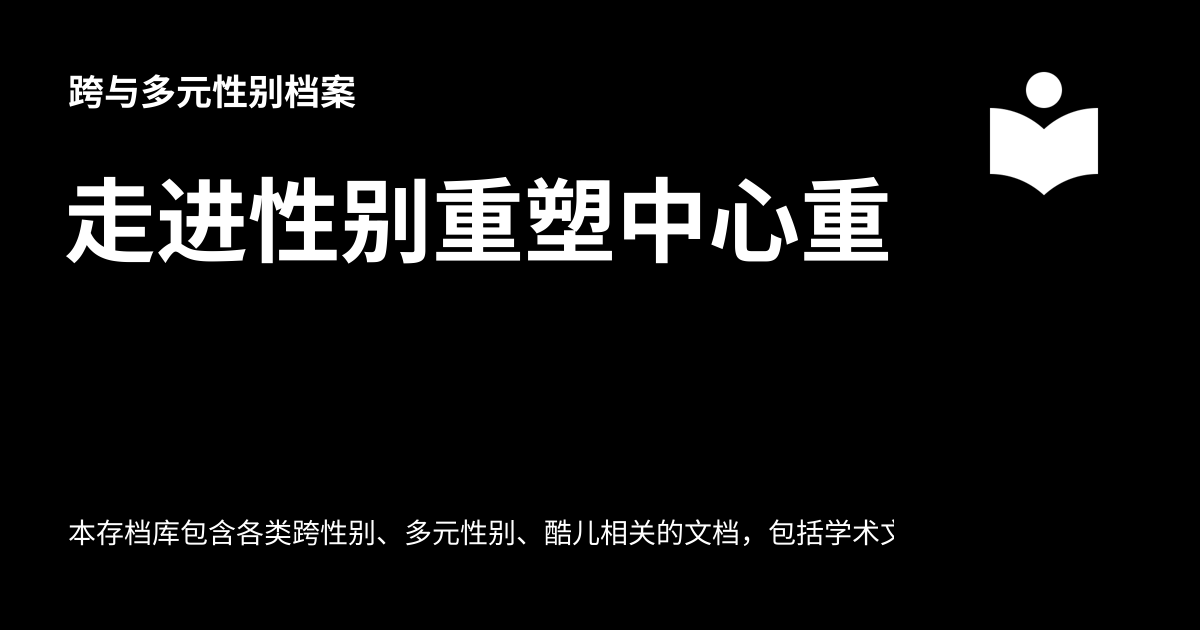 跨与多元性别档案
走进性别重塑中心重
本存档库包含各类跨性别、多元性别、酷儿相关的文档，包括学术文